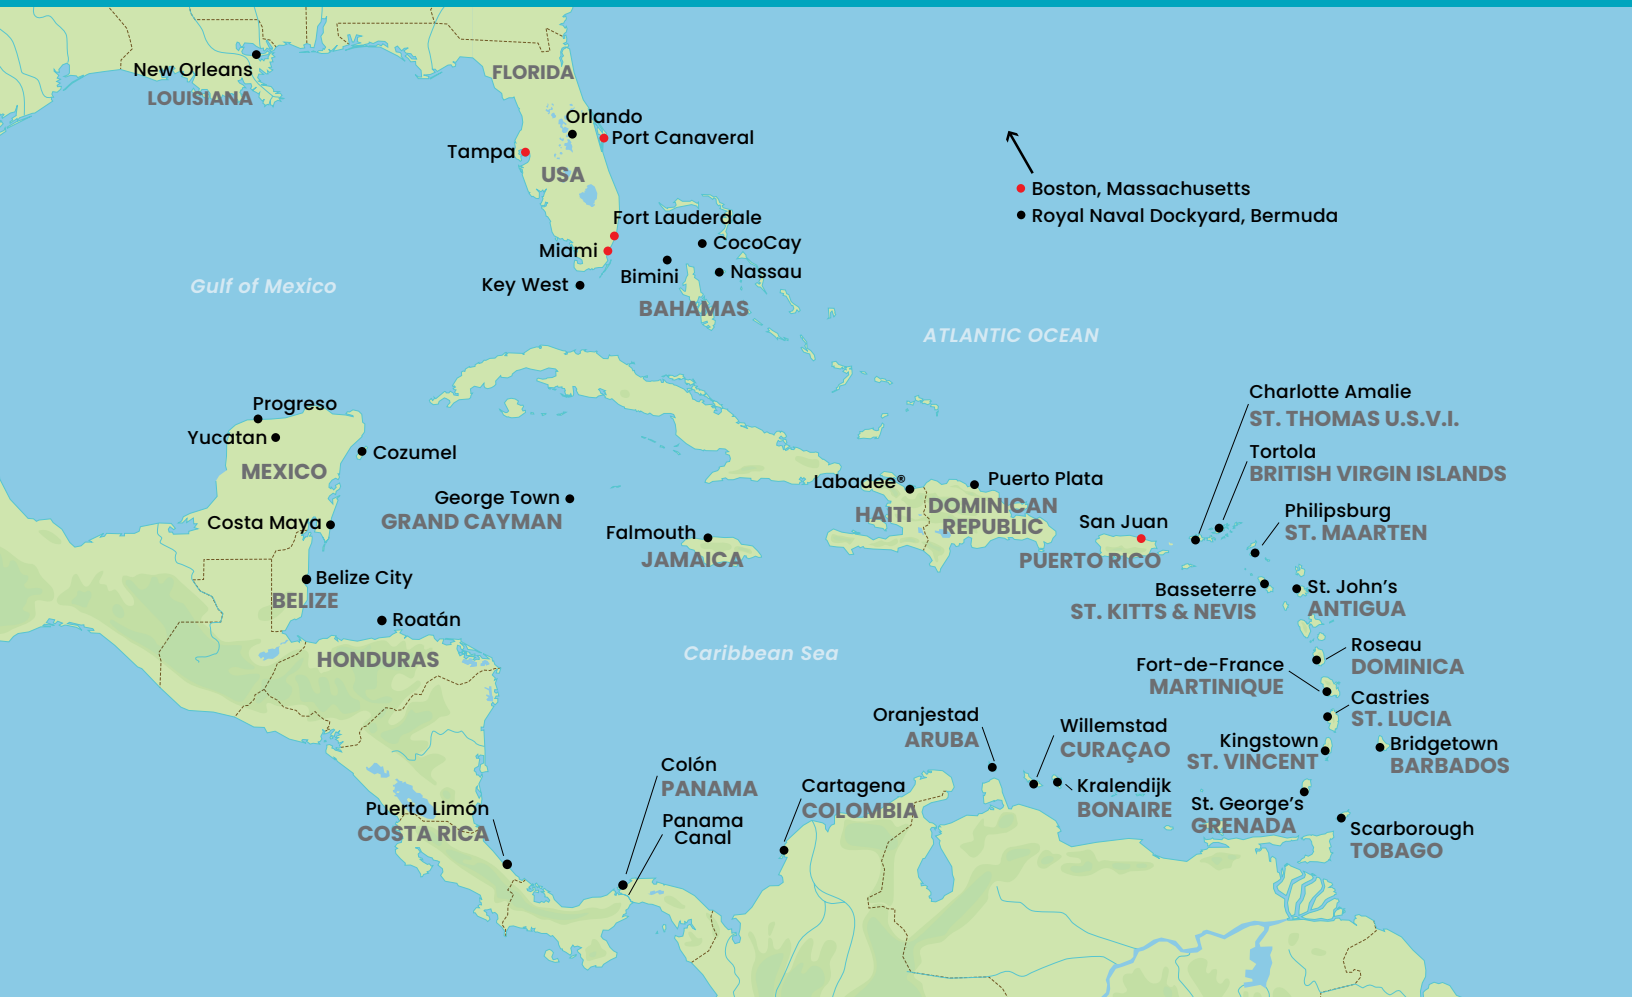 New Orleans
LOUISIANA
FLORIDA
Orlando
Port Canaveral
Tampa
USA
Boston, Massachusetts
Royal Naval Dockyard, Bermuda
Fort Lauderdale
Miami
CocoCay
Bimini
Nassau
Key West
BAHAMAS
Gulf of Mexico
ATLANTIC OCEAN
Progreso
Yucatan
MEXICO
Cozumel
Costa Maya
George Town
GRAND CAYMAN
Falmouth
JAMAICA
Labadee®
HAITI
Puerto Plata
DOMINICAN
REPUBLIC
San Juan
PUERTO RICO
Charlotte Amalie
ST. THOMAS U.S.V.I.
Tortola
BRITISH VIRGIN ISLANDS
Philipsburg
ST. MAARTEN
Basseterre
ST. KITTS & NEVIS
St. John's
ANTIGUA
Belize City
BELIZE
Roatán
HONDURAS
Caribbean Sea
Roseau
DOMINICA
Fort-de-France
MARTINIQUE
Castries
ST. LUCIA
Kingstown
ST. VINCENT
Bridgetown
BARBADOS
Oranjestad
ARUBA
Willemstad
CURAÇAO
Kralendijk
BONAIRE
St. George's
GRENADA
Scarborough
TOBAGO
Colón
PANAMA
Panama
Canal
Cartagena
COLOMBIA
Puerto Limón
COSTA RICA